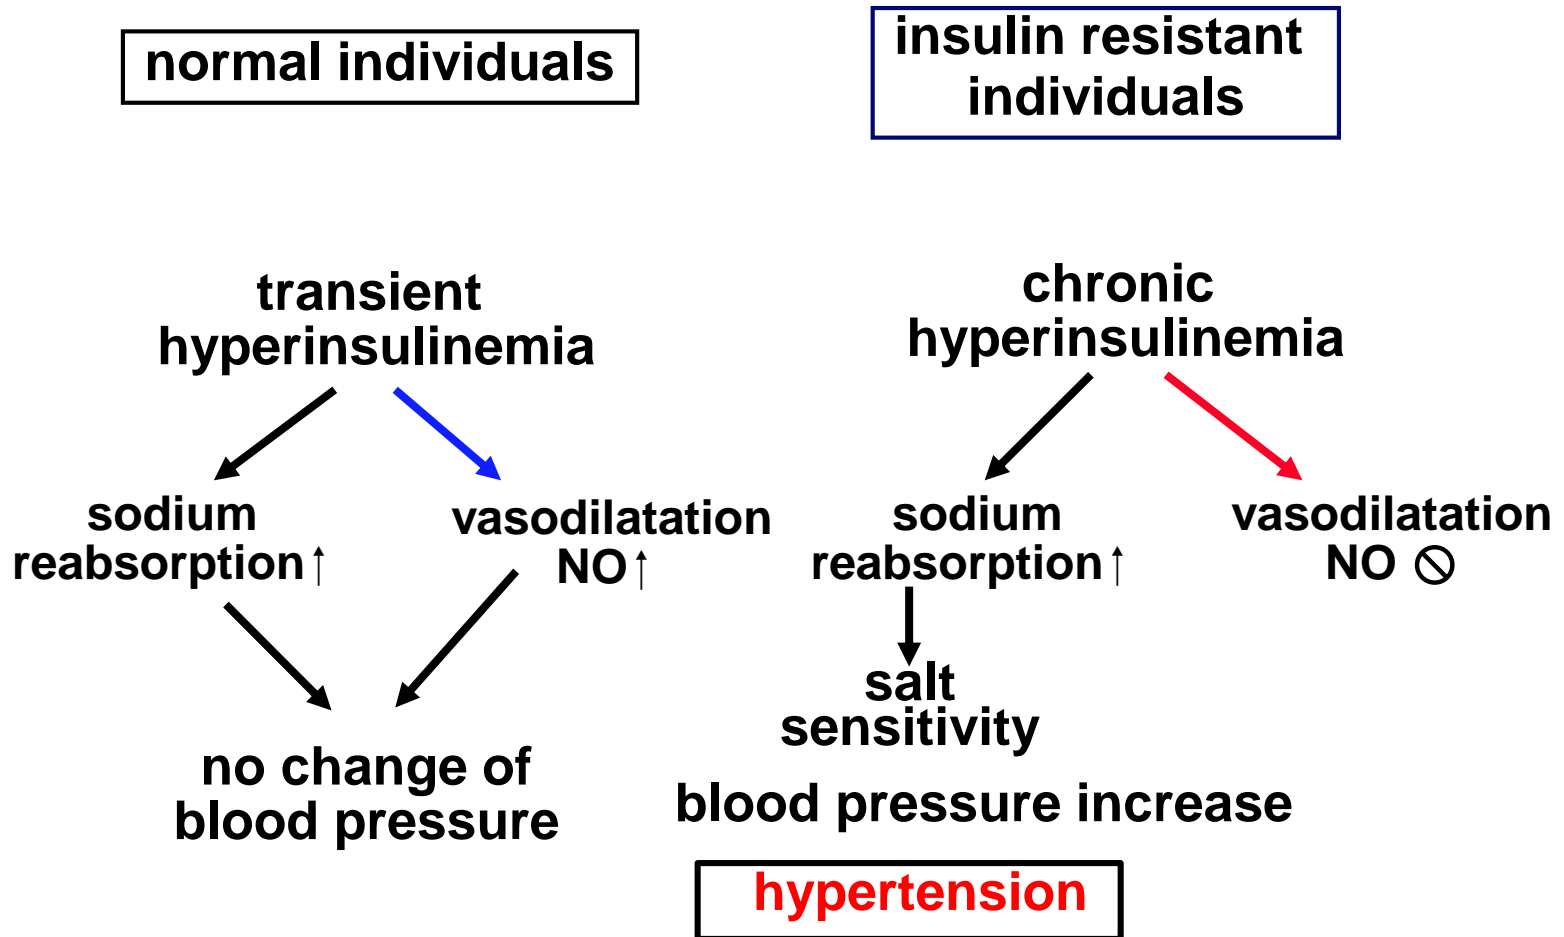 normal individuals
insulin resistant
individuals
transient
hyperinsulinemia
chronic
hyperinsulinemia
sodium
reabsorption↑
vasodilatation
NO↑
sodium
reabsorption↑
vasodilatation
NO ⃠
no change of
blood pressure
salt
sensitivity
blood pressure increase
hypertension